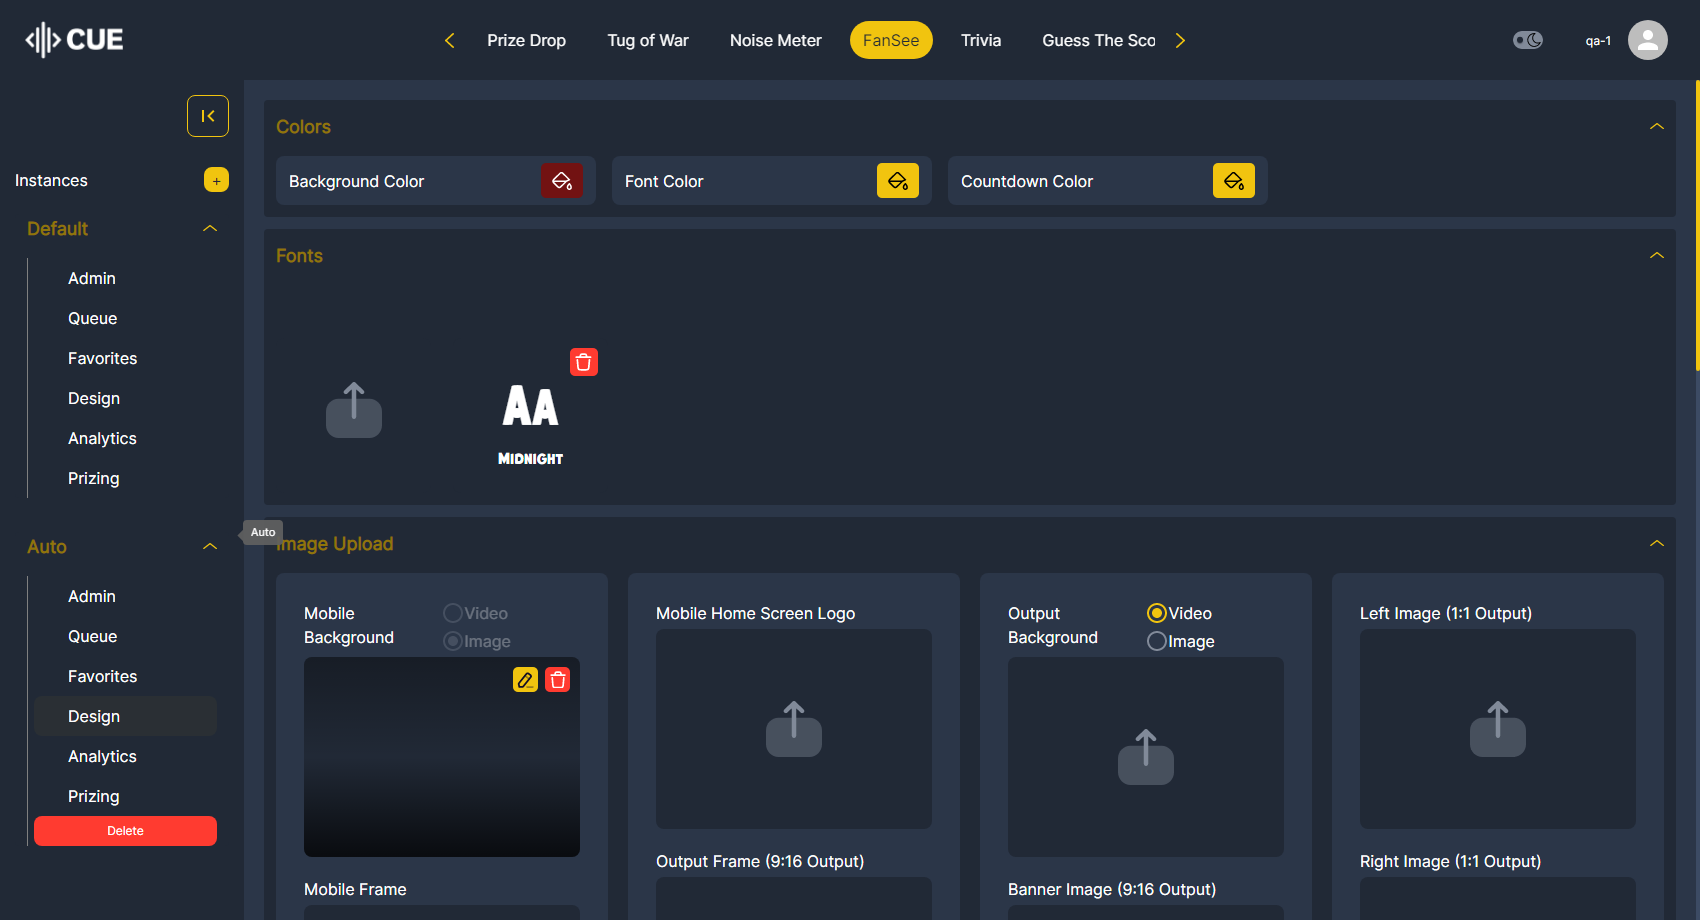 CUE
Prize Drop
Tug of War
Noise Meter
FanSee
Trivia
Guess The Sco
qa-1
Instances
+
Default
Admin
Queue
Favorites
Design
Analytics
Prizing
Auto
Admin
Queue
Favorites
Design
Analytics
Prizing
Delete
Auto
Colors
Background Color
Font Color
Countdown Color
Fonts
AA
MIDNIGHT
Image Upload
Mobile
Background
Video
Image
Mobile Home Screen Logo
Output
Background
Video
Image
Left Image (1:1 Output)
Mobile Frame
Output Frame (9:16 Output)
Banner Image (9:16 Output)
Right Image (1:1 Output)